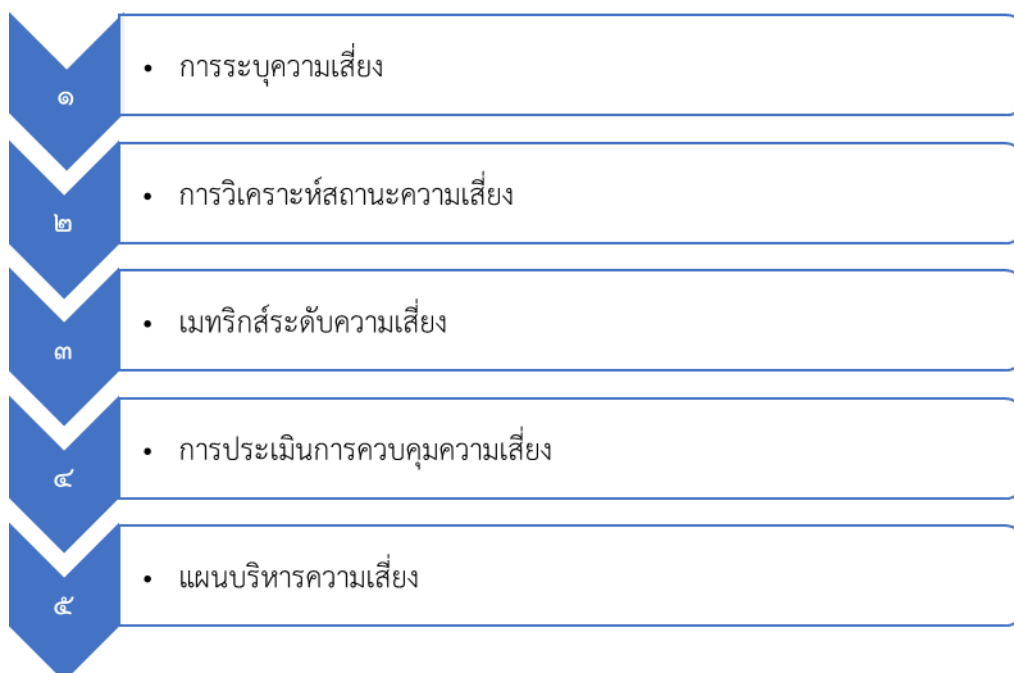 ๑
• การระบุความเสี่ยง
๒
• การวิเคราะห์สถานะความเสี่ยง
๓
• เมทริกส์ระดับความเสี่ยง
๔
• การประเมินการควบคุมความเสี่ยง
๕
• แผนบริหารความเสี่ยง